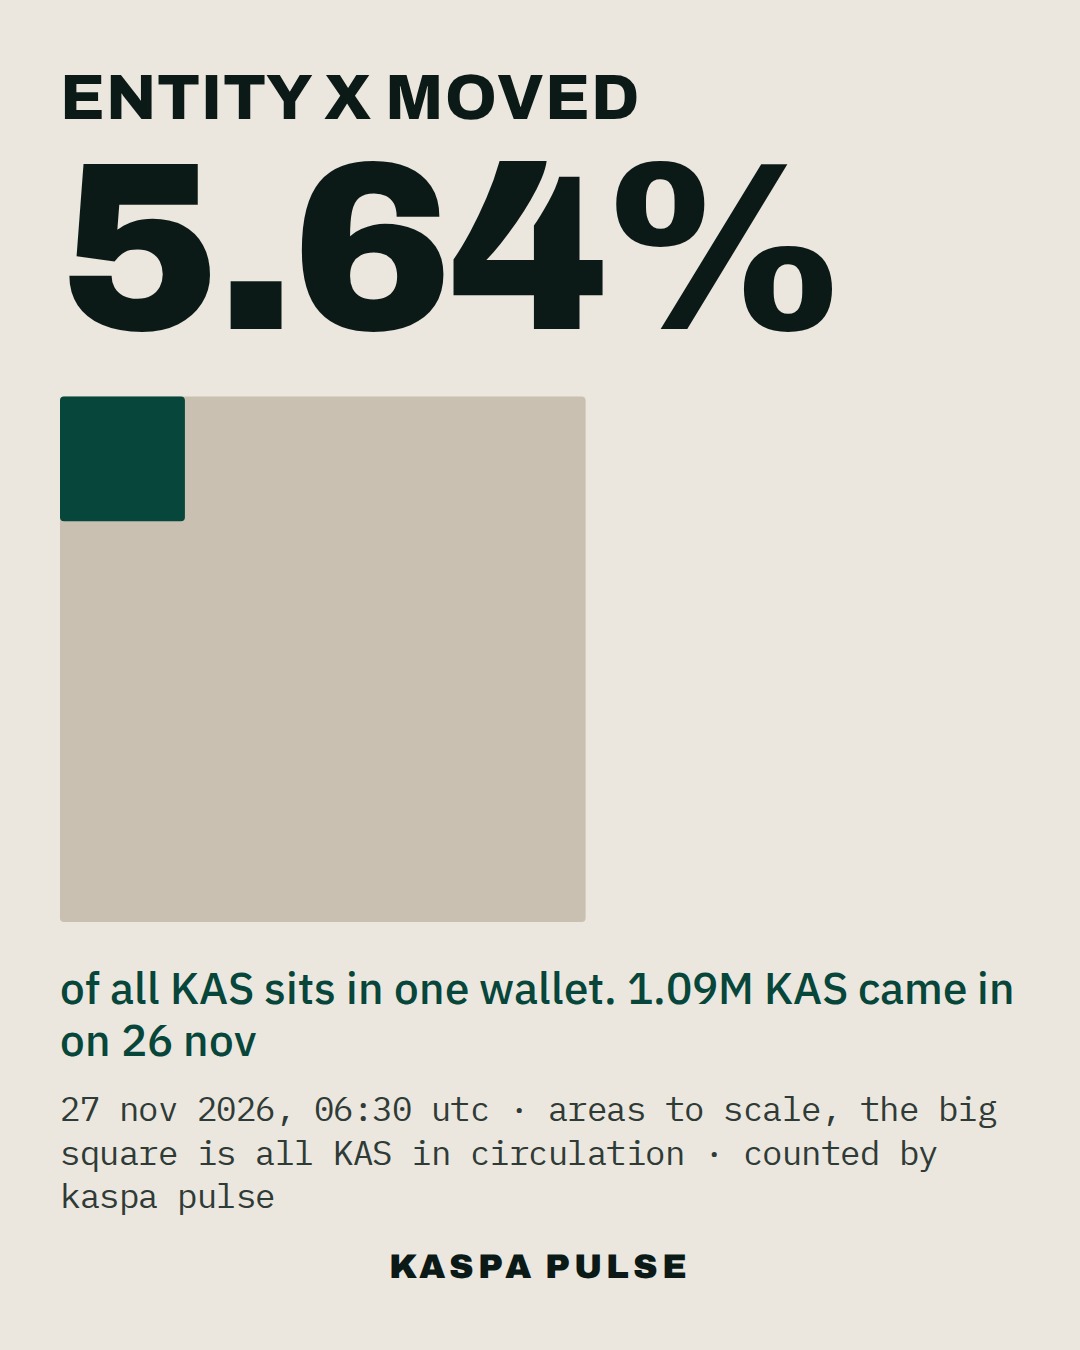 ENTITY X MOVED
5.64%
of all KAS sits in one wallet. 1.09M KAS came in
on 26 nov
27 nov 2026, 06:30 utc · areas to scale, the big
square is all KAS in circulation · counted by
kaspa pulse
KASPA PULSE